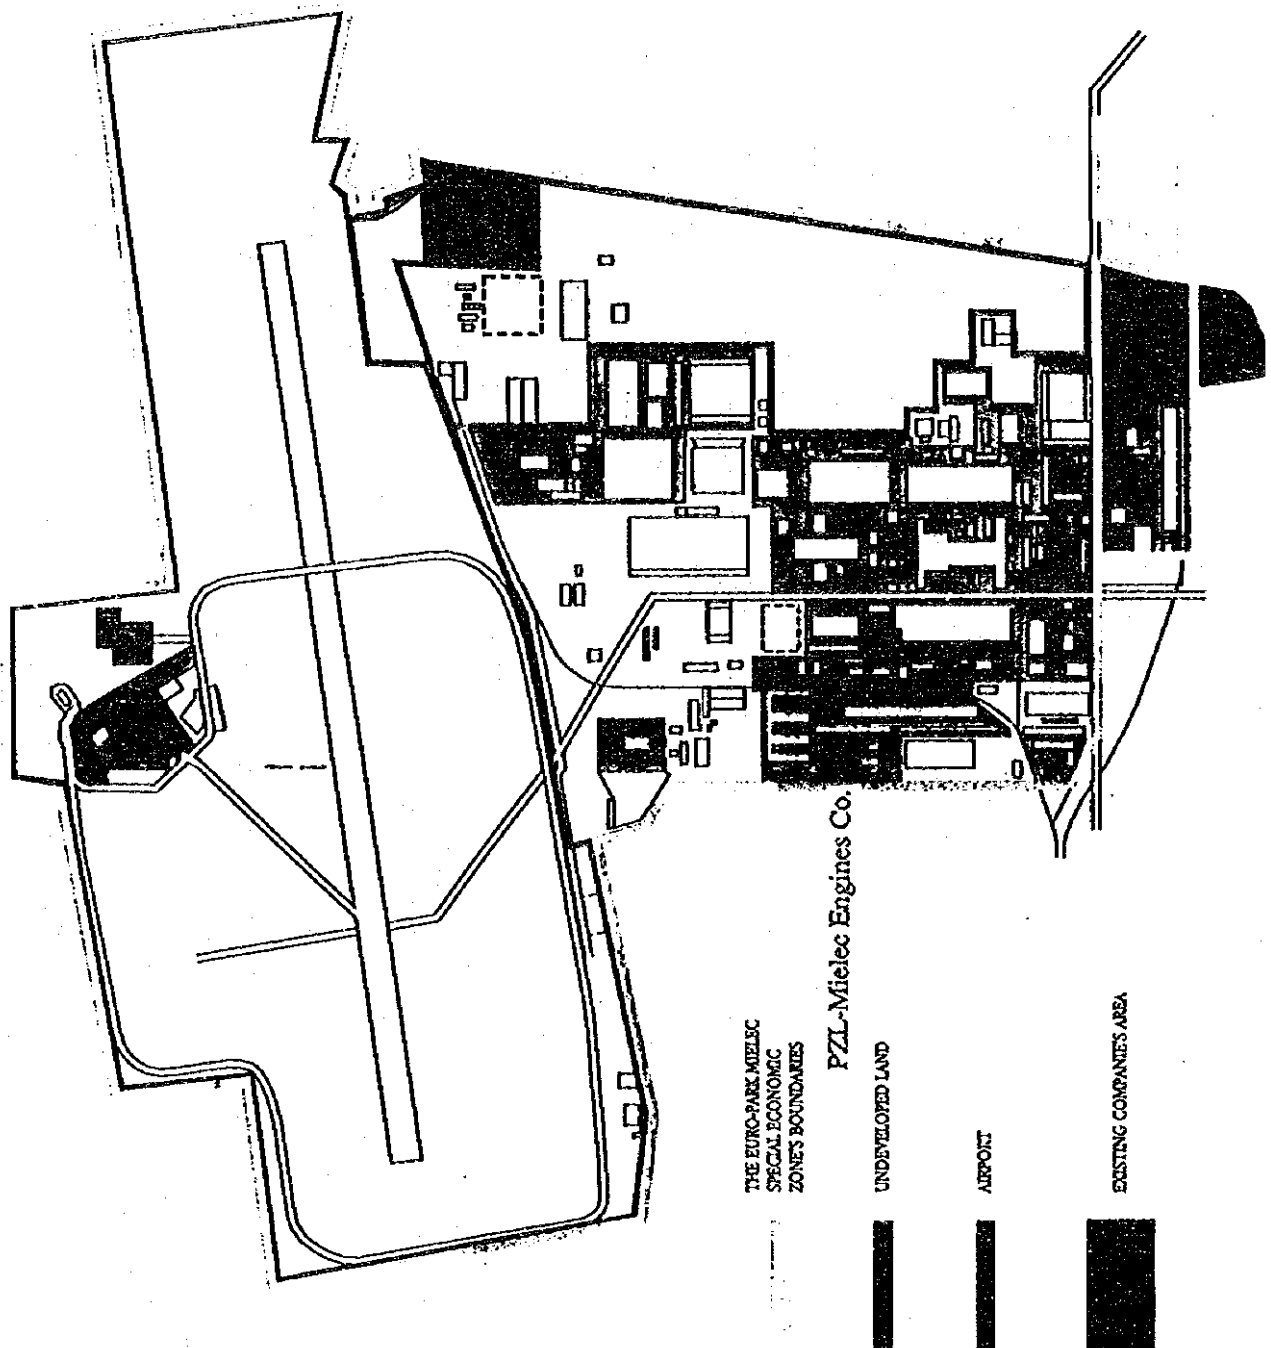 THE EURO-PARK MIELEC
SPECIAL ECONOMIC
ZONE'S BOUNDARIES
PZL-Mielec Engines Co.
UNDEVELOPED LAND
AIRPORT
EXISTING COMPANIES AREA